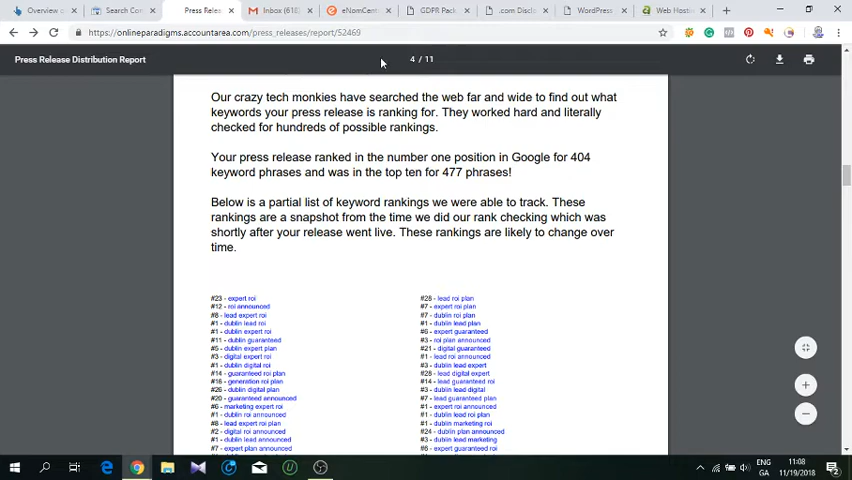 Overview o
Search Con
Press Relea
Inbox (618)
eNomCent
GDPR Pack
.com Discl
WordPress
Web Hosti
https://onlineparadigms.accountarea.com/press_releases/report/52469
Press Release Distribution Report
4 / 11
Our crazy tech monkies have searched the web far and wide to find out what
keywords your press release is ranking for. They worked hard and literally
checked for hundreds of possible rankings.
Your press release ranked in the number one position in Google for 404
keyword phrases and was in the top ten for 477 phrases!
Below is a partial list of keyword rankings we were able to track. These
rankings are a snapshot from the time we did our rank checking which was
shortly after your release went live. These rankings are likely to change over
time.
#23 - expert roi
#12 - roi announced
#8 - lead expert roi
#1 - dublin lead roi
#1 - dublin expert roi
#11 - dublin guaranteed
#5 - dublin expert plan
#3 - digital expert roi
#1 - dublin digital roi
#14 - guaranteed roi plan
#16 - generation roi plan
#26 - dublin digital plan
#20 - guaranteed announced
#6 - marketing expert roi
#1 - dublin roi announced
#8 - lead expert roi plan
#2 - digital roi announced
#1 - dublin lead announced
#7 - expert plan announced
#28 - lead roi plan
#7 - expert roi plan
#7 - dublin roi plan
#1 - dublin lead plan
#6 - expert guaranteed
#3 - roi plan announced
#21 - digital guaranteed
#1 - lead roi announced
#3 - dublin lead expert
#28 - lead digital expert
#14 - lead guaranteed roi
#3 - dublin lead digital
#7 - lead guaranteed plan
#1 - expert roi announced
#1 - dublin lead roi plan
#1 - dublin marketing roi
#24 - dublin plan announced
#3 - dublin lead marketing
#6 - expert guaranteed roi
ENG
GA
11:08
11/19/2018